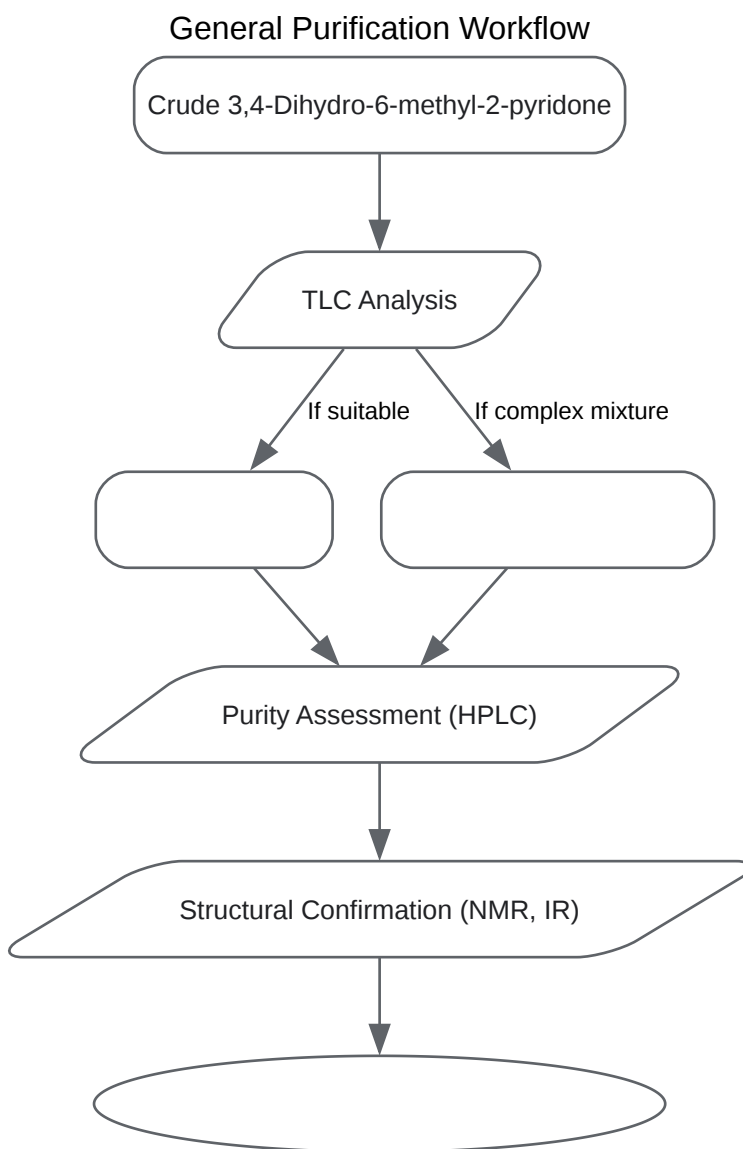 General Purification Workflow
Crude 3,4-Dihydro-6-methyl-2-pyridone
TLC Analysis
If suitable
If complex mixture
Purity Assessment (HPLC)
Structural Confirmation (NMR, IR)